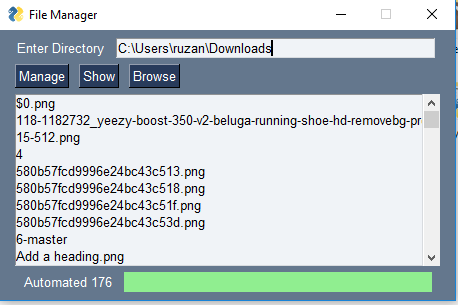 File Manager
Enter Directory C:\Users\ruzan\Downloads
Manage Show Browse
$0.png
118-1182732_yeezy-boost-350-v2-beluga-running-shoe-hd-removebg-pr
15-512.png
4
580b57fcd9996e24bc43c513.png
580b57fcd9996e24bc43c518.png
580b57fcd9996e24bc43c51f.png
580b57fcd9996e24bc43c53d.png
6-master
Add a heading.png
Automated 176